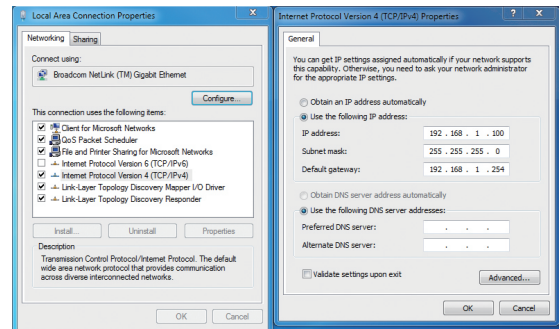 Local Area Connection Properties
Networking
Sharing
Connect using:
Broadcom NetLink (TM) Gigabit Ethernet
Configure...
This connection uses the following items:
Client for Microsoft Networks
QoS Packet Scheduler
File and Printer Sharing for Microsoft Networks
Internet Protocol Version 6 (TCP/IPv6)
Internet Protocol Version 4 (TCP/IPv4)
Link-Layer Topology Discovery Mapper I/O Driver
Link-Layer Topology Discovery Responder
Install...
Uninstall
Properties
Description
Transmission Control Protocol/Internet Protocol. The default
wide area network protocol that provides communication
across diverse interconnected networks.
OK
Cancel
Internet Protocol Version 4 (TCP/IPv4) Properties
General
You can get IP settings assigned automatically if your network supports
this capability. Otherwise, you need to ask your network administrator
for the appropriate IP settings.
Obtain an IP address automatically
Use the following IP address:
IP address: 192 . 168 . 1 . 100
Subnet mask: 255 . 255 . 255 . 0
Default gateway: 192 . 168 . 1 . 254
Obtain DNS server address automatically
Use the following DNS server addresses:
Preferred DNS server: . . .
Alternate DNS server: . . .
Validate settings upon exit
Advanced...
OK
Cancel